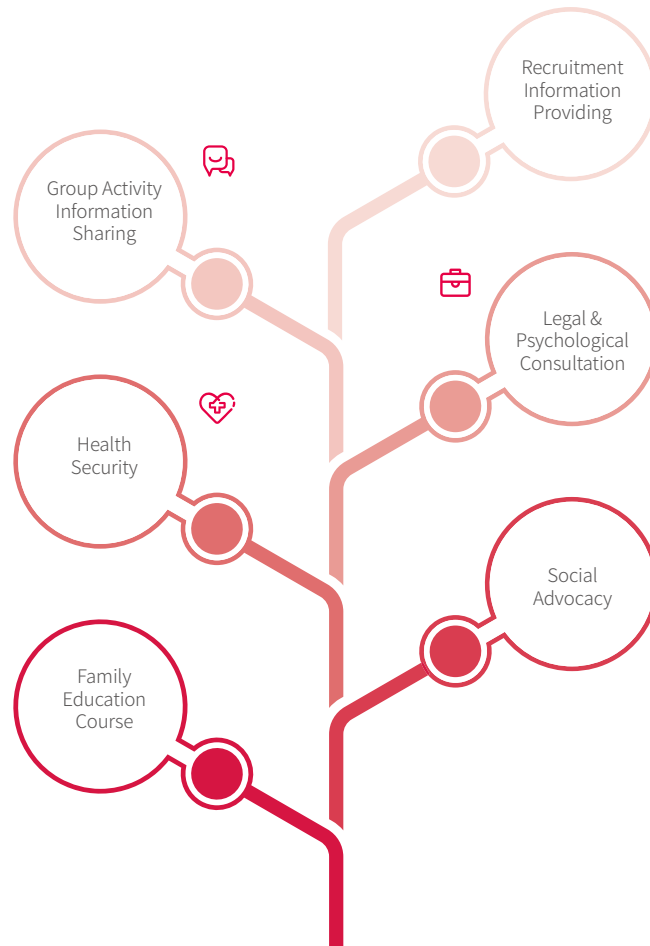 Recruitment
Information
Providing
Group Activity
Information
Sharing
Legal &
Psychological
Consultation
Health
Security
Social
Advocacy
Family
Education
Course